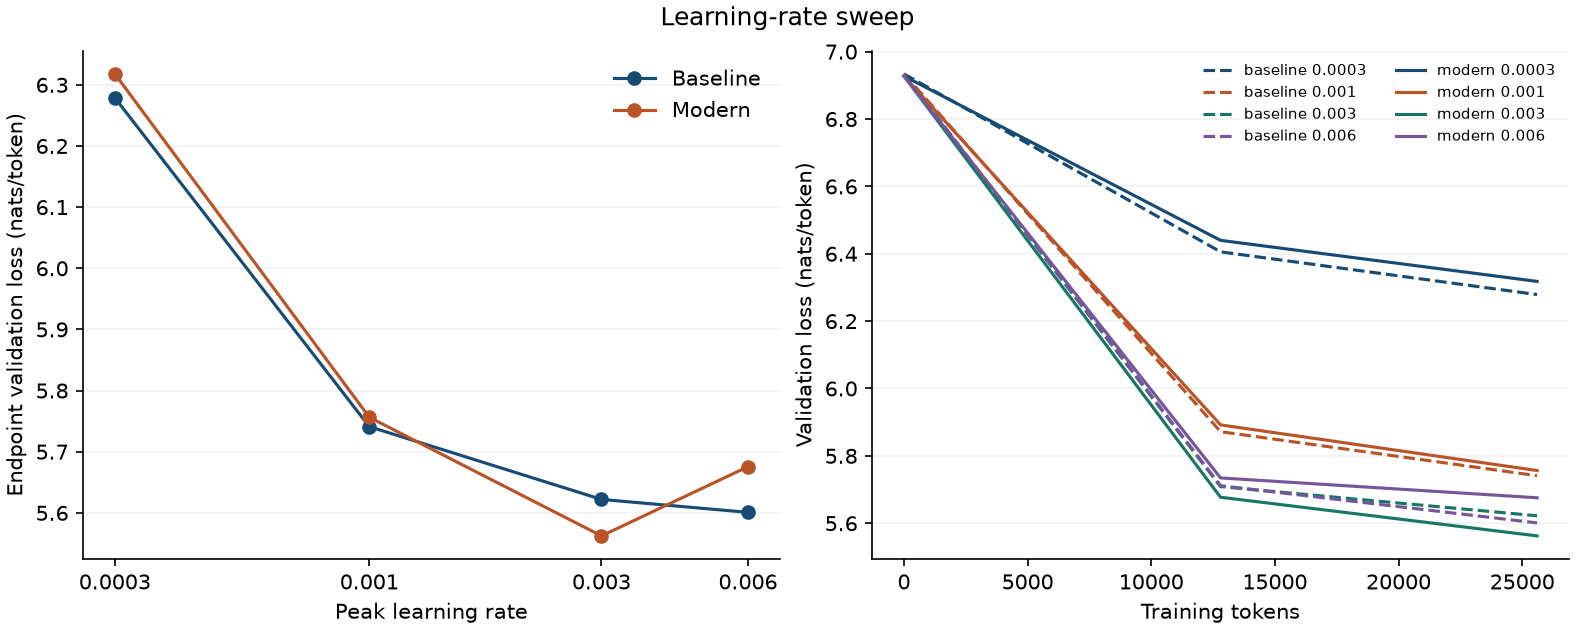 Learning-rate sweep
Endpoint validation loss (nats/token)
6.3
6.2
6.1
6.0
5.9
5.8
5.7
5.6
Baseline
Modern
0.0003
0.001
0.003
0.006
Peak learning rate
Validation loss (nats/token)
7.0
6.8
6.6
6.4
6.2
6.0
5.8
5.6
baseline 0.0003
baseline 0.001
baseline 0.003
baseline 0.006
modern 0.0003
modern 0.001
modern 0.003
modern 0.006
0
5000
10000
15000
20000
25000
Training tokens